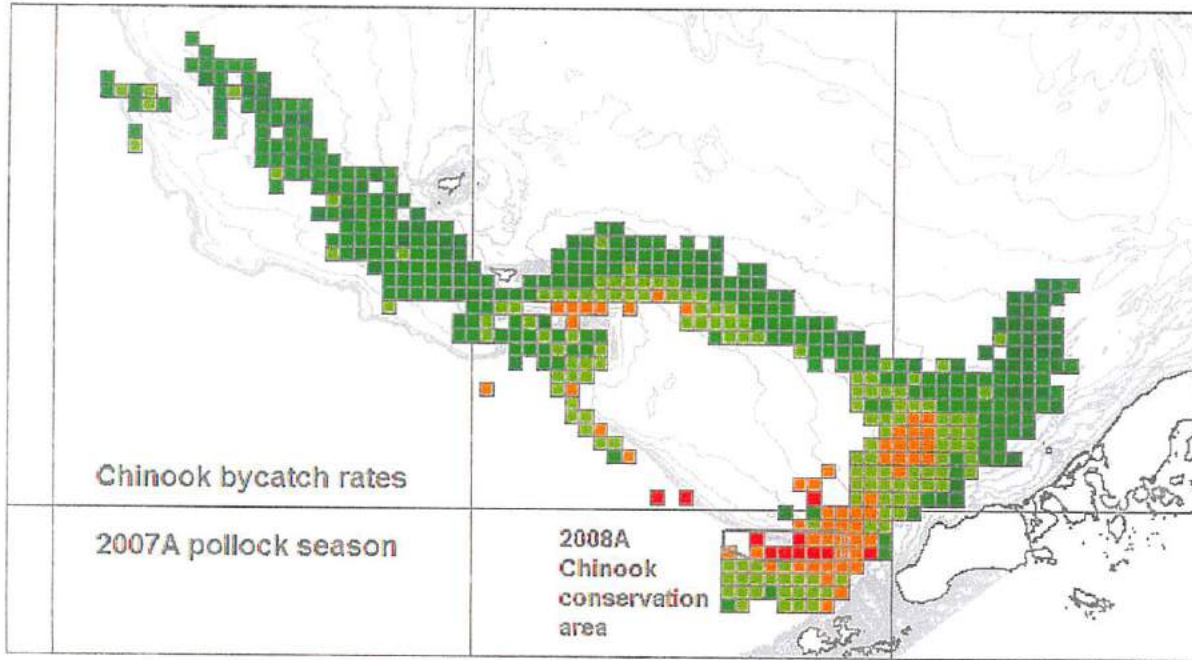 Chinook bycatch rates
2007A pollock season
2008A
Chinook
conservation
area